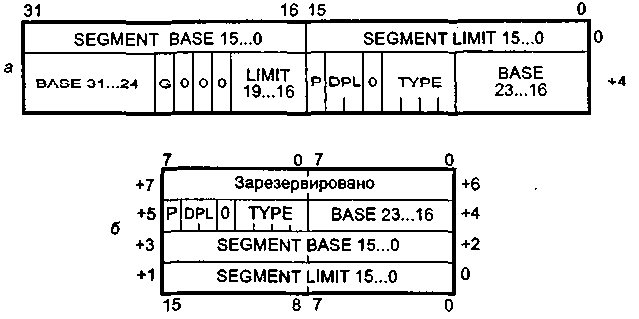 31 16 15 0
SEGMENT BASE 15...0 SEGMENT LIMIT 15...0 0
а BASE 31...24 G 0 0 0 LIMIT 19...16 P DPL 0 TYPE BASE 23...16 +4
7 0 7 0
+7 Зарезервировано +6
+5 P DPL 0 TYPE BASE 23...16 +4
б
+3 SEGMENT BASE 15...0 +2
+1 SEGMENT LIMIT 15...0 0
15 8 7 0